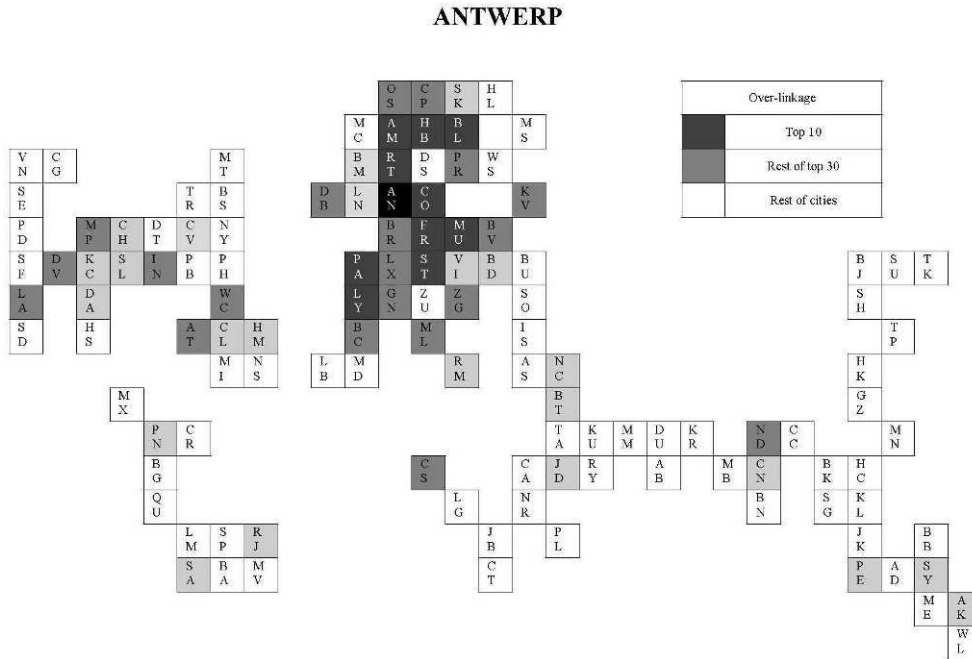 ANTWERP
OS CP SK HL
Over-linkage
MC AM HB BL MS
Top 10
VN CG MT BM RT DS PR WS
Rest of top 30
SE TR BS DB LN AN CO KV
Rest of cities
PD MP CH DT CV NY BR FR MU BV
SF DV KC SL IN PB PH PA LX ST VI BD BU BJ SU TK
LA DA WC LY GN ZU ZG SO SH
SD HS AT CL HM BC ML IS TP
MI NS LB MD RM AS NC HK
MX BT GZ
PN CR TA KU MM DU KR ND CC MN
BG CS CA JD RY AB MB CN BK HC
QU LG NR BN SG KL
LM SP RJ JB PL JK BB
SA BA MV CT PE AD SY
ME AK
WL